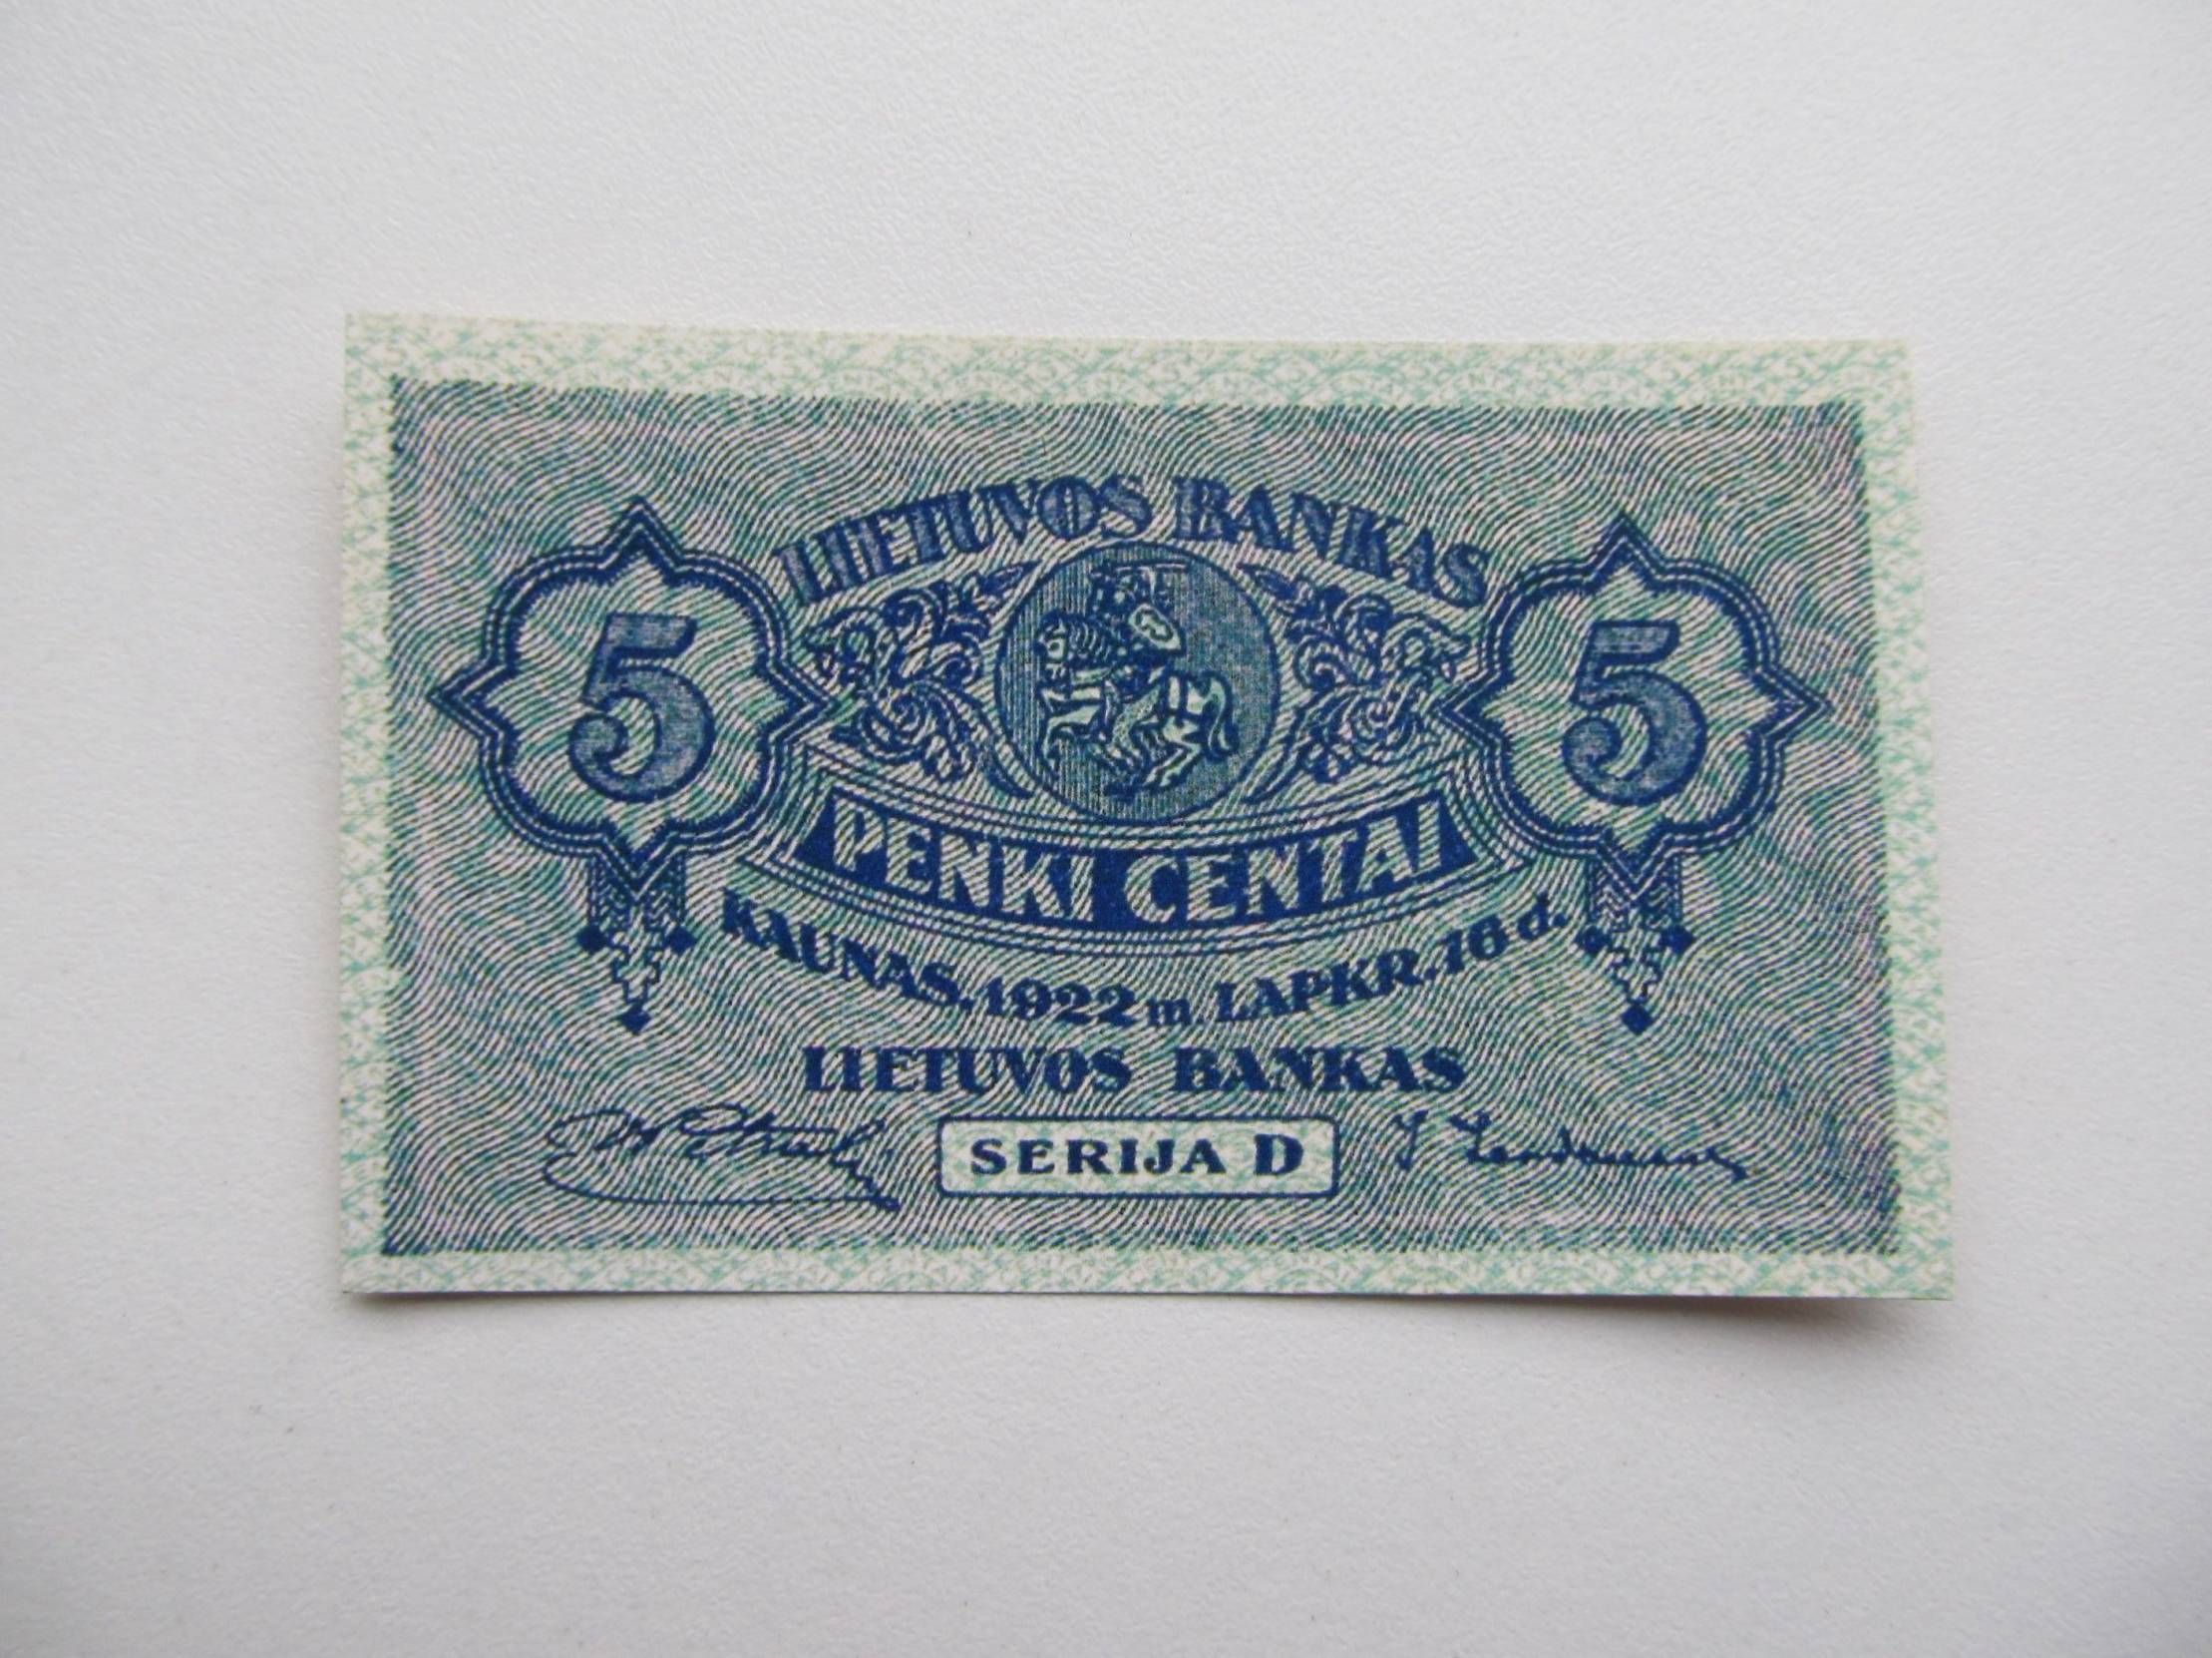 LIETUVOS BANKAS
5
5
PENKI CENTAI
KAUNAS. 1922 m. LAPKR. 16 d.
LIETUVOS BANKAS
SERIJA D